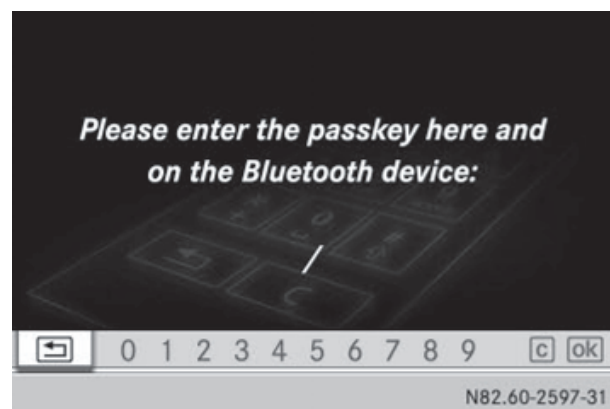 Please enter the passkey here and
on the Bluetooth device:
0 1 2 3 4 5 6 7 8 9 c ok
N82.60-2597-31